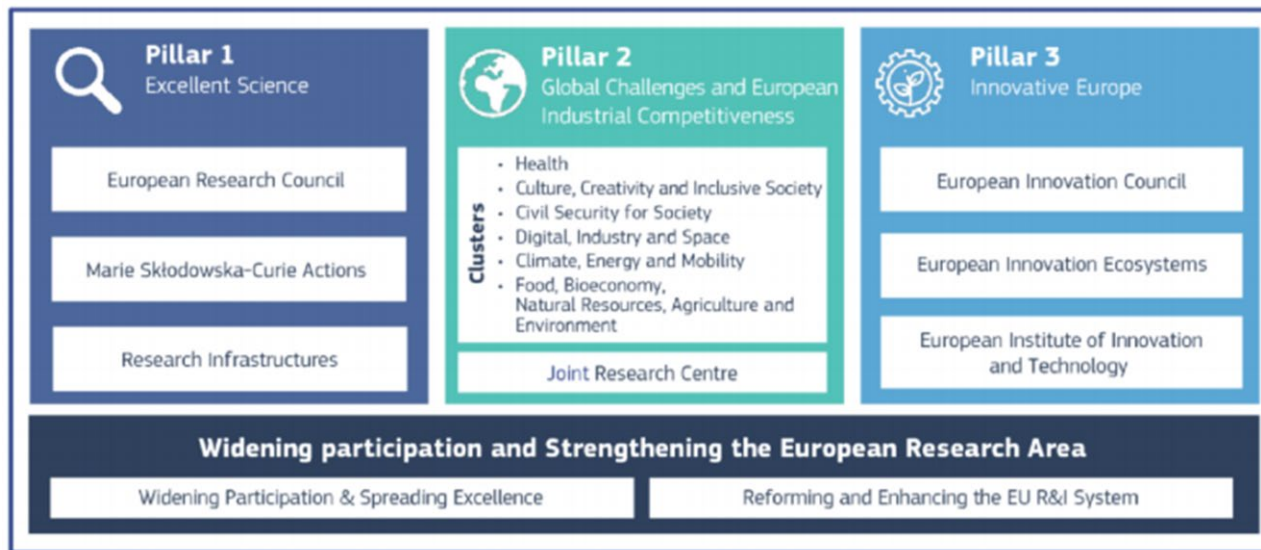 Pillar 1
Excellent Science
European Research Council
Marie Skłodowska-Curie Actions
Research Infrastructures
Pillar 2
Global Challenges and European
Industrial Competitiveness
Clusters
• Health
• Culture, Creativity and Inclusive Society
• Civil Security for Society
• Digital, Industry and Space
• Climate, Energy and Mobility
• Food, Bioeconomy,
Natural Resources, Agriculture and
Environment
Joint Research Centre
Pillar 3
Innovative Europe
European Innovation Council
European Innovation Ecosystems
European Institute of Innovation
and Technology
Widening participation and Strengthening the European Research Area
Widening Participation & Spreading Excellence
Reforming and Enhancing the EU R&I System